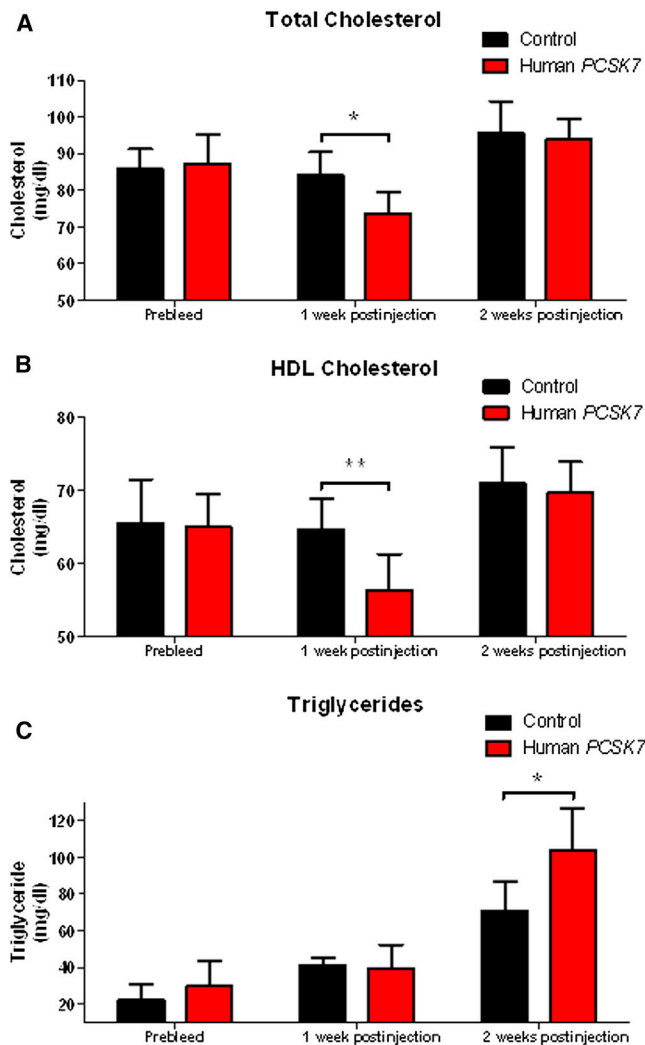 A
Total Cholesterol
Control
Human PCSK7
110
100
90
80
70
60
50
Cholesterol
(mg/dl)
*
Prebleed
1 week postinjection
2 weeks postinjection
B
HDL Cholesterol
Control
Human PCSK7
80
70
60
50
Cholesterol
(mg/dl)
**
Prebleed
1 week postinjection
2 weeks postinjection
C
Triglycerides
Control
Human PCSK7
120
100
80
60
40
20
Triglyceride
(mg/dl)
*
Prebleed
1 week postinjection
2 weeks postinjection